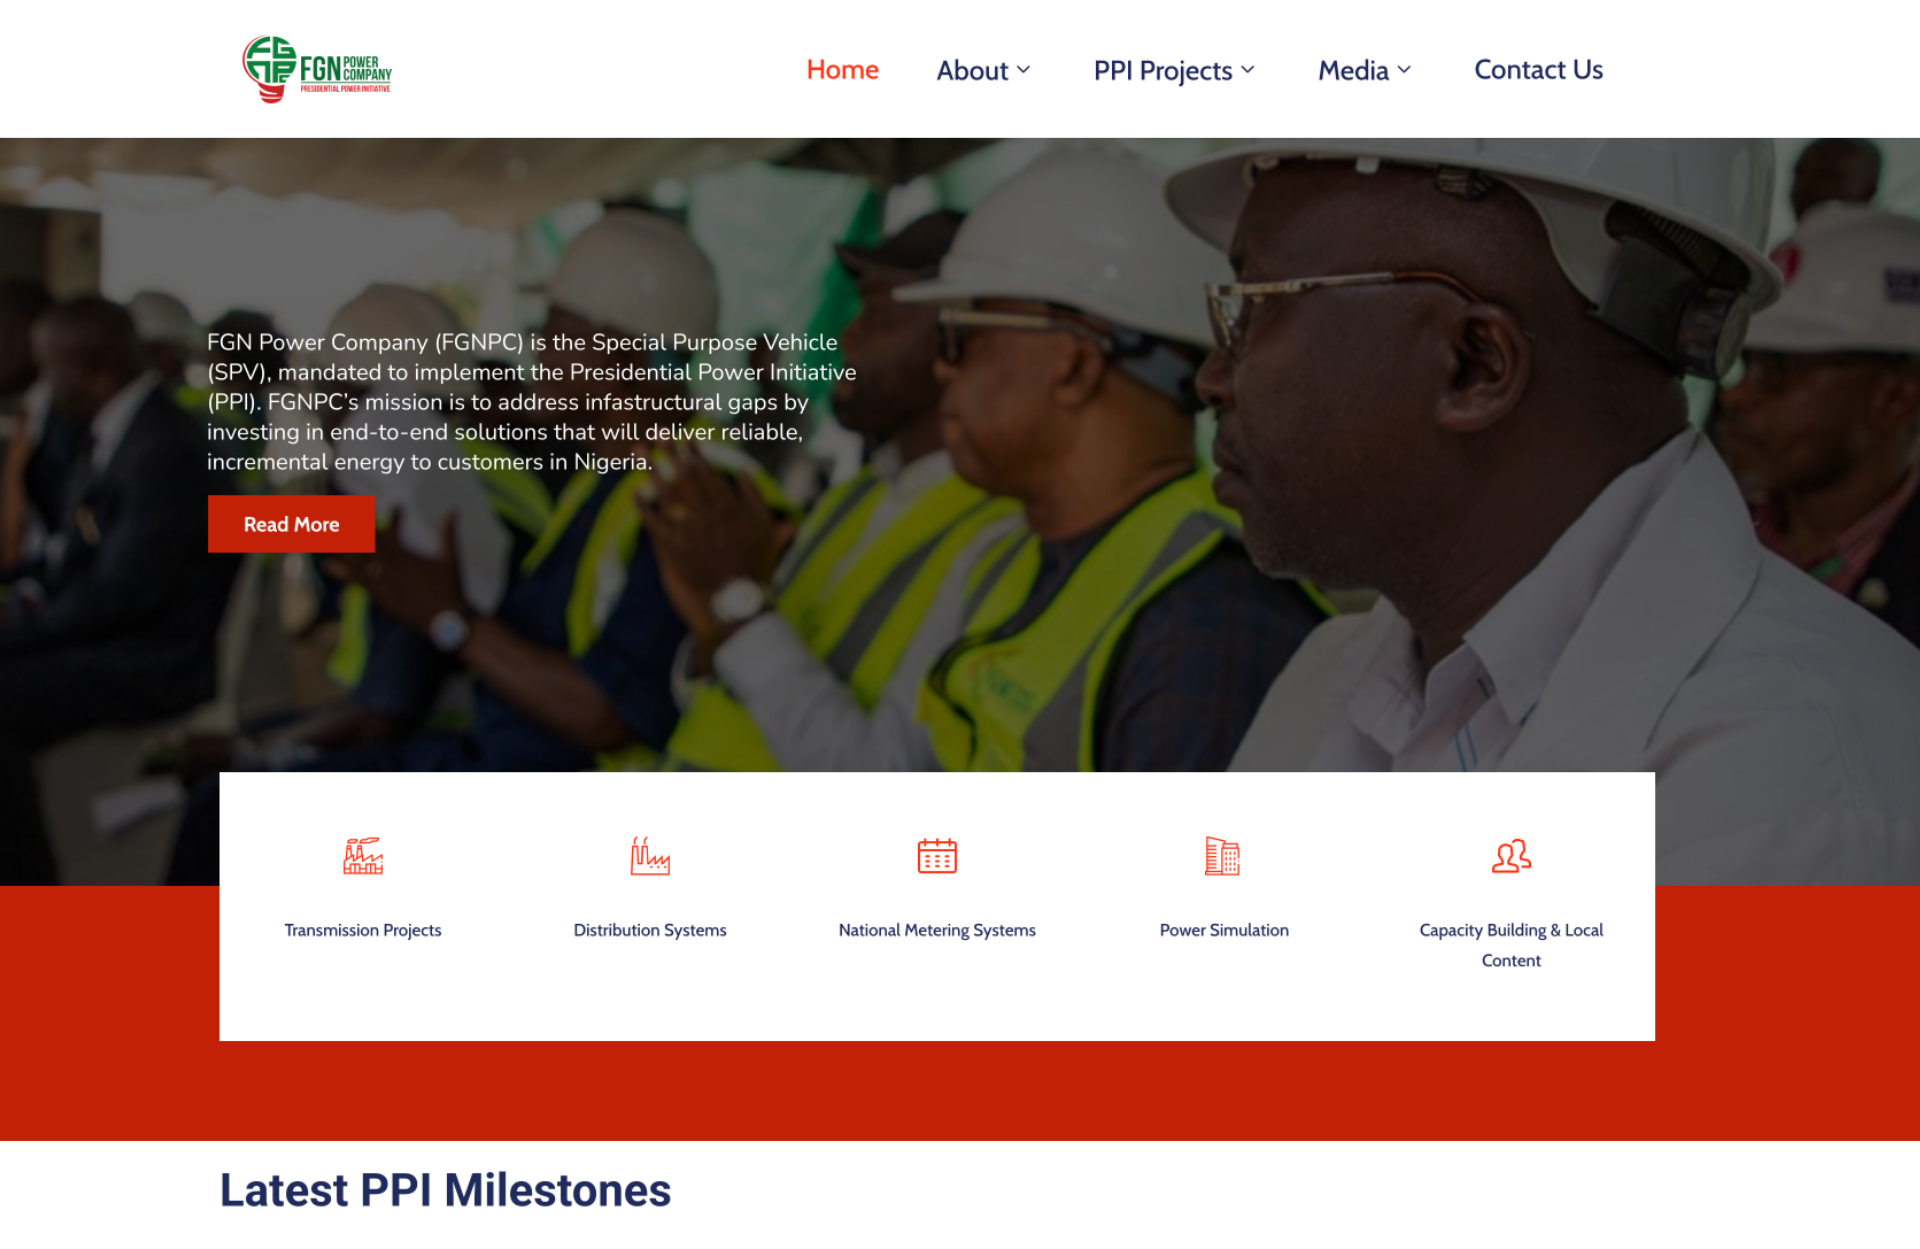 FGN POWER COMPANY
PRESIDENTIAL POWER INITIATIVE
Home
About
PPI Projects
Media
Contact Us
FGN Power Company (FGNPC) is the Special Purpose Vehicle
(SPV), mandated to implement the Presidential Power Initiative
(PPI). FGNPC’s mission is to address infastructural gaps by
investing in end-to-end solutions that will deliver reliable,
incremental energy to customers in Nigeria.
Read More
Transmission Projects
Distribution Systems
National Metering Systems
Power Simulation
Capacity Building & Local
Content
Latest PPI Milestones